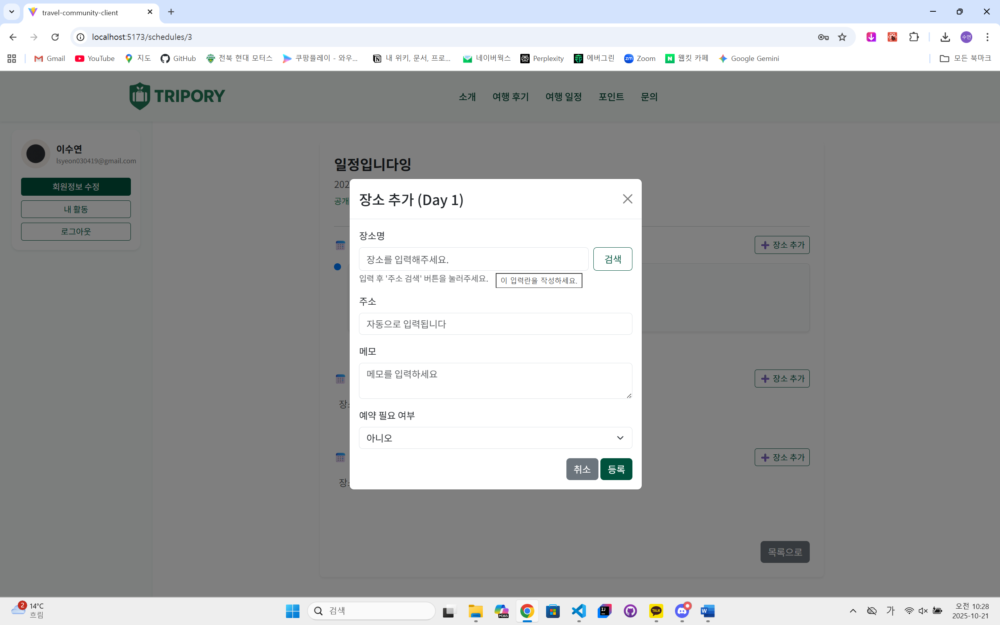 travel-community-client
localhost:5173/schedules/3
수연
Gmail
YouTube
지도
GitHub
전북 현대 모터스
쿠팡플레이 - 와우...
내 위키, 문서, 프로...
네이버웍스
Perplexity
에버그린
Zoom
웹킷 카페
Google Gemini
모든 북마크
TRIPORY
소개
여행 후기
여행 일정
포인트
문의
이수연
lsyeon030419@gmail.com
회원정보 수정
내 활동
로그아웃
일정입니다잉
202
공개
장소 추가 (Day 1)
장소명
장소를 입력해주세요.
검색
입력 후 '주소 검색' 버튼을 눌러주세요.
이 입력란을 작성하세요.
주소
자동으로 입력됩니다
메모
메모를 입력하세요
예약 필요 여부
아니오
취소
등록
장소 추가
장소 추가
장소 추가
목록으로
2
14°C
흐림
검색
M365
IJ
TALK
W
가
오전 10:28
2025-10-21